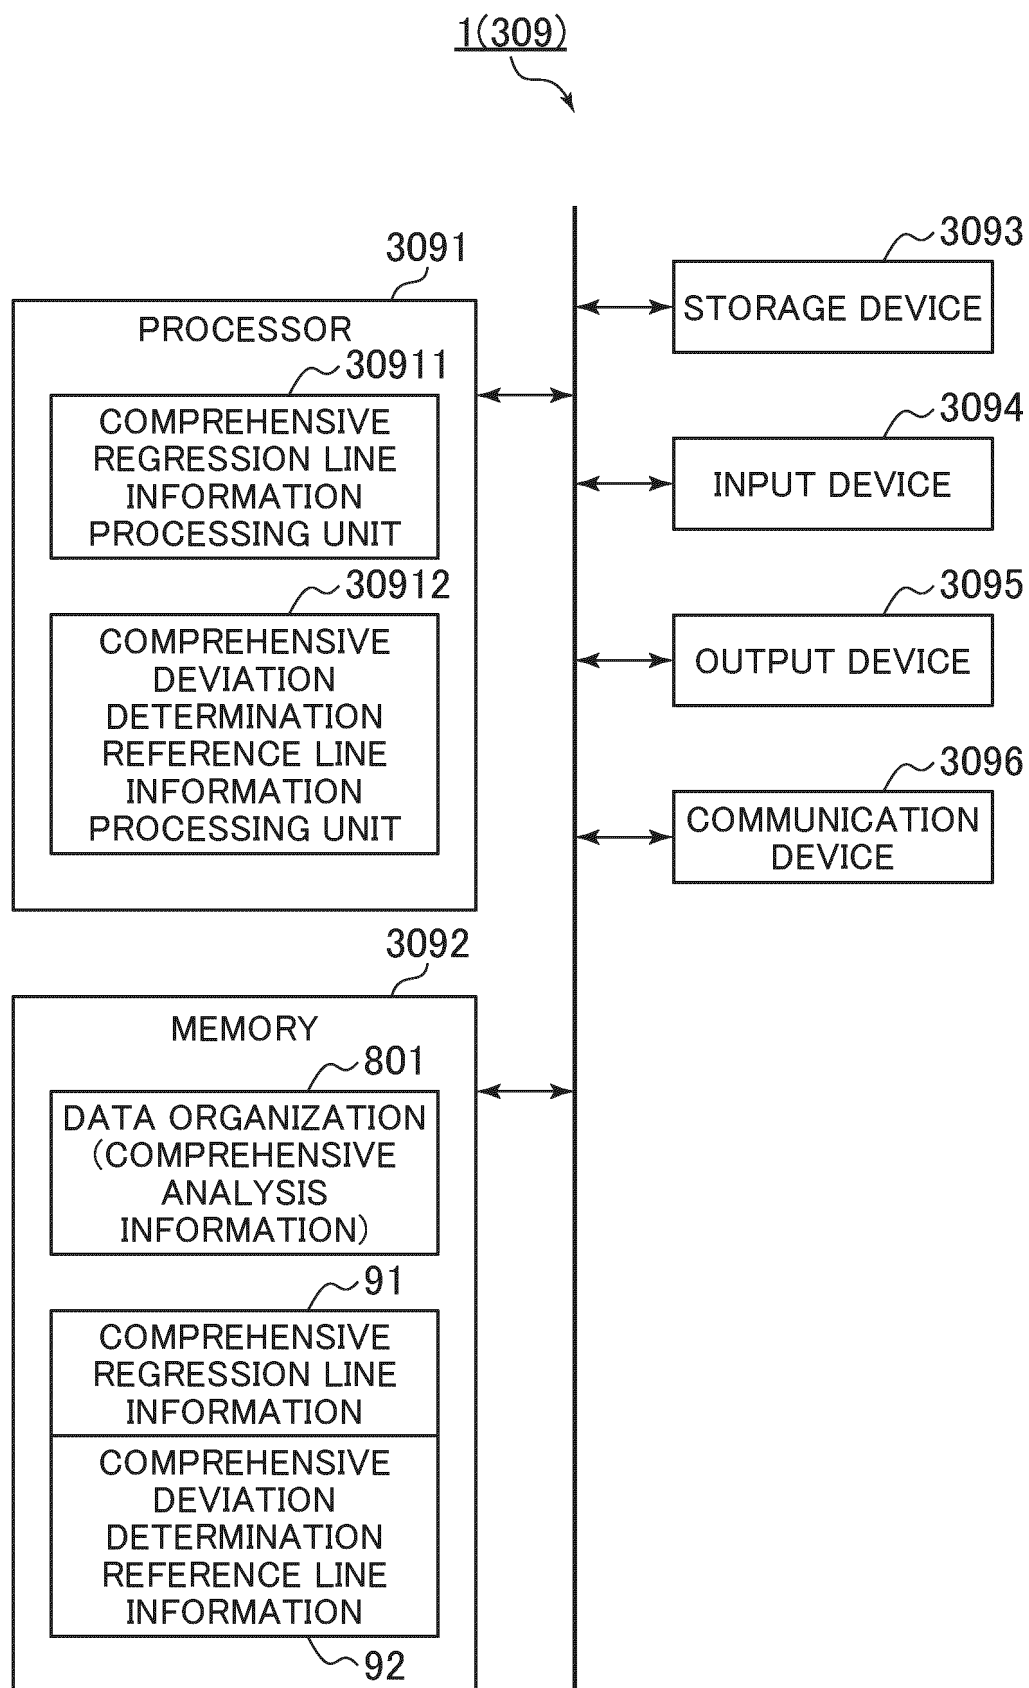 1(309)
3091
PROCESSOR
30911
COMPREHENSIVE
REGRESSION LINE
INFORMATION
PROCESSING UNIT
30912
COMPREHENSIVE
DEVIATION
DETERMINATION
REFERENCE LINE
INFORMATION
PROCESSING UNIT
3092
MEMORY
801
DATA ORGANIZATION
(COMPREHENSIVE
ANALYSIS
INFORMATION)
91
COMPREHENSIVE
REGRESSION LINE
INFORMATION
COMPREHENSIVE
DEVIATION
DETERMINATION
REFERENCE LINE
INFORMATION
92
3093
STORAGE DEVICE
3094
INPUT DEVICE
3095
OUTPUT DEVICE
3096
COMMUNICATION
DEVICE